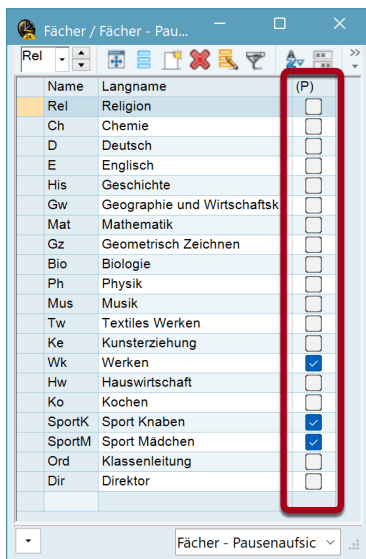 Fächer / Fächer - Pau...
Rel
Name Langname (P)
Rel Religion
Ch Chemie
D Deutsch
E Englisch
His Geschichte
Gw Geographie und Wirtschaftsk
Mat Mathematik
Gz Geometrisch Zeichnen
Bio Biologie
Ph Physik
Mus Musik
Tw Textiles Werken
Ke Kunsterziehung
Wk Werken
Hw Hauswirtschaft
Ko Kochen
SportK Sport Knaben
SportM Sport Mädchen
Ord Klassenleitung
Dir Direktor
Fächer - Pausenaufsic